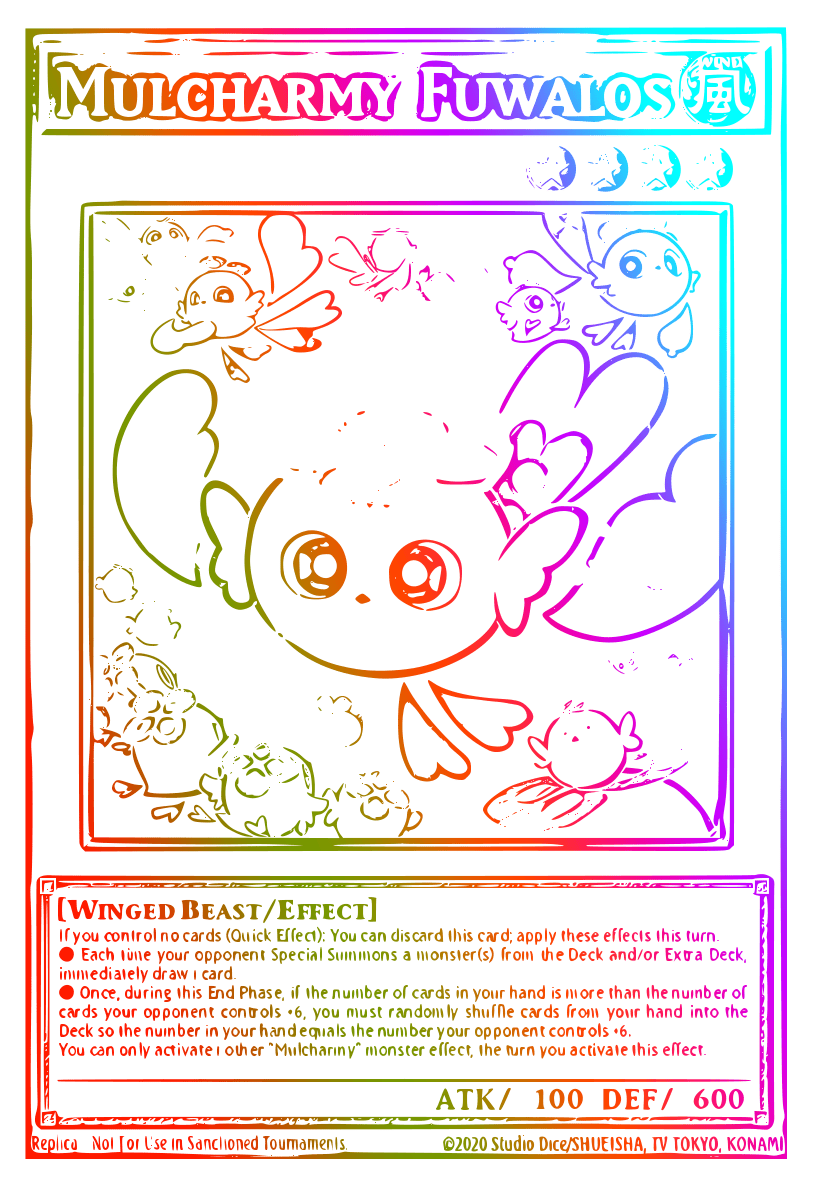 MULCHARMY FUWALOS
WIND
風
[WINGED BEAST/EFFECT]
If you control no cards (Quick Effect): You can discard this card; apply these effects this turn.
● Each time your opponent Special Summons a monster(s) from the Deck and/or Extra Deck,
immediately draw 1 card.
● Once, during this End Phase, if the number of cards in your hand is more than the number of
cards your opponent controls +6, you must randomly shuffle cards from your hand into the
Deck so the number in your hand equals the number your opponent controls +6.
You can only activate 1 other "Mulcharmy" monster effect, the turn you activate this effect.
ATK/ 100 DEF/ 600
Replica Not For Use in Sanctioned Tournaments.
©2020 Studio Dice/SHUEISHA, TV TOKYO, KONAMI